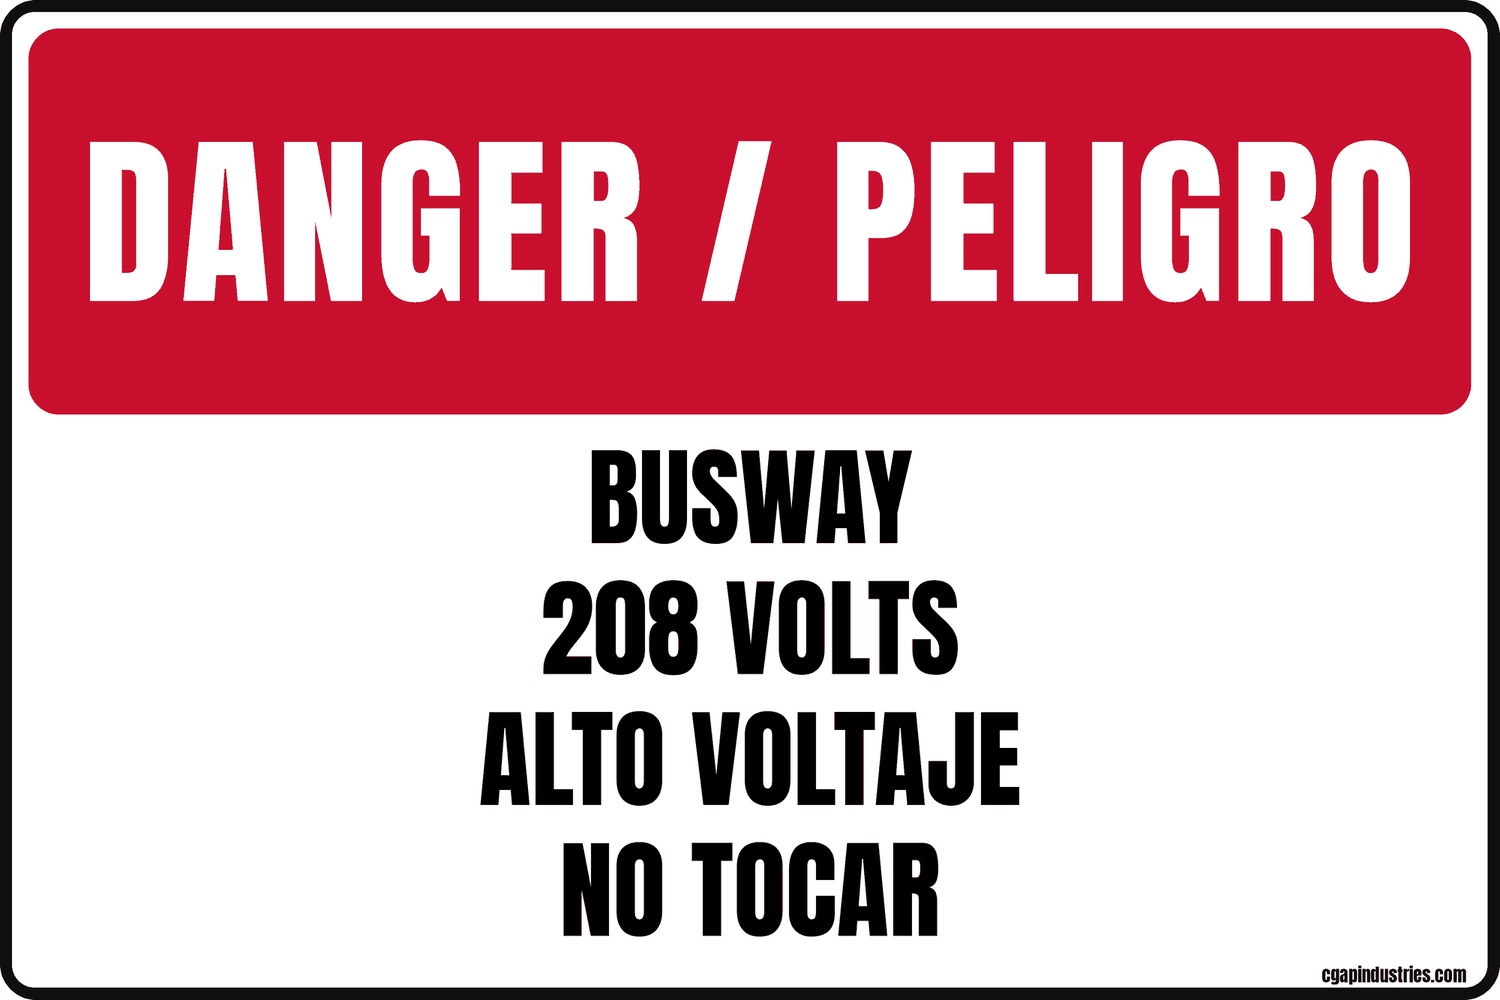 DANGER / PELIGRO
BUSWAY
208 VOLTS
ALTO VOLTAJE
NO TOCAR
cgapindustries.com